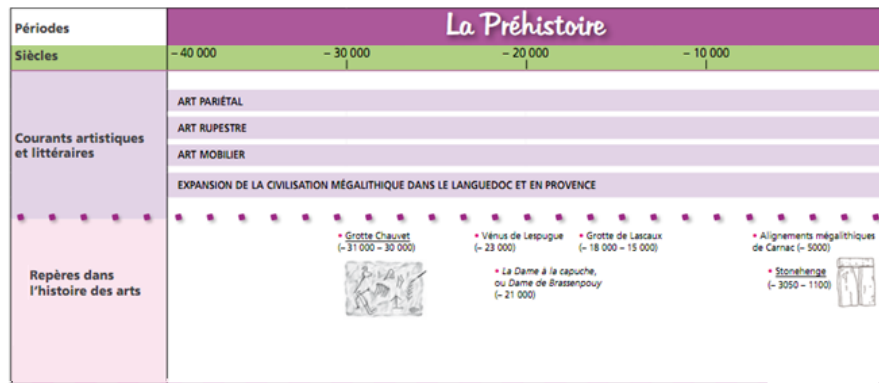 Périodes
La Préhistoire
Siècles
– 40 000
– 30 000
– 20 000
– 10 000
Courants artistiques
et littéraires
ART PARIÉTAL
ART RUPESTRE
ART MOBILIER
EXPANSION DE LA CIVILISATION MÉGALITHIQUE DANS LE LANGUEDOC ET EN PROVENCE
Repères dans
l'histoire des arts
• Grotte Chauvet
(– 31 000 – 30 000)
• Vénus de Lespugue
(– 23 000)
• La Dame à la capuche,
ou Dame de Brassenpouy
(– 21 000)
• Grotte de Lascaux
(– 18 000 – 15 000)
• Alignements mégalithiques
de Carnac (– 5000)
• Stonehenge
(– 3050 – 1100)